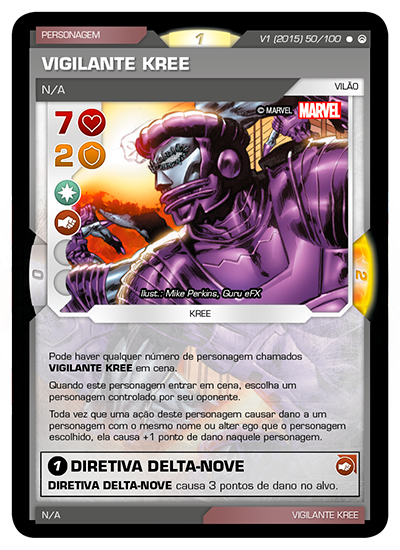 PERSONAGEM
1
V1 (2015) 50/100
VIGILANTE KREE
N/A
VILÃO
7
© MARVEL
MARVEL
2
0
2
Ilust.: Mike Perkins, Guru eFX
KREE
Pode haver qualquer número de personagem chamados
VIGILANTE KREE em cena.
Quando este personagem entrar em cena, escolha um
personagem controlado por seu oponente.
Toda vez que uma ação deste personagem causar dano a um
personagem com o mesmo nome ou alter ego que o personagem
escolhido, ela causa +1 ponto de dano naquele personagem.
1 DIRETIVA DELTA-NOVE
DIRETIVA DELTA-NOVE causa 3 pontos de dano no alvo.
N/A
VIGILANTE KREE